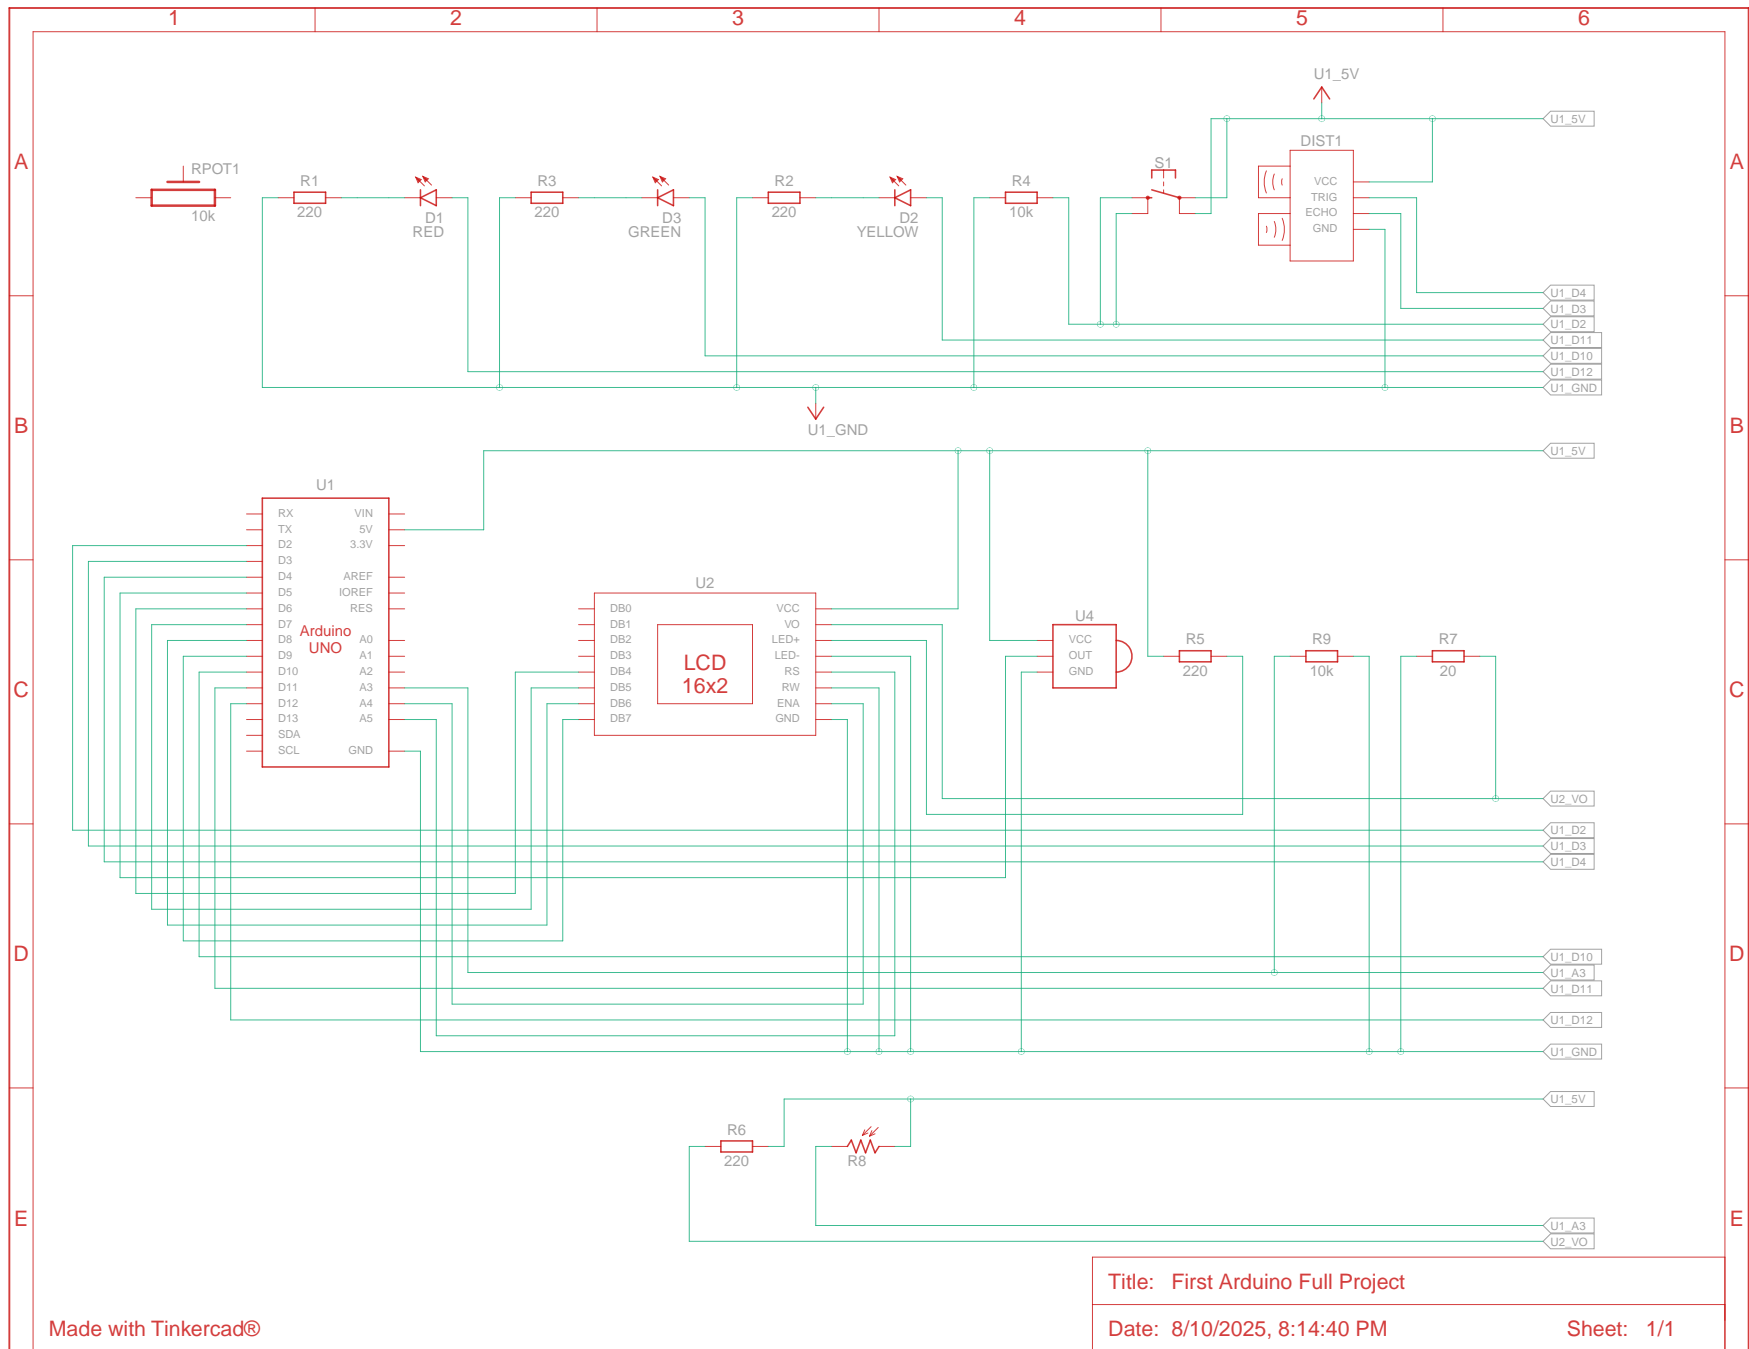 1 2 3 4 5 6
A A
B B
C C
D D
E E
U1_5V
U1_5V
RPOT1
10k
R1
220
D1
RED
R3
220
D3
GREEN
R2
220
D2
YELLOW
R4
10k
S1
DIST1
VCC
TRIG
ECHO
GND
U1_D4
U1_D3
U1_D2
U1_D11
U1_D10
U1_D12
U1_GND
U1_GND
U1_5V
U1
RX VIN
TX 5V
D2 3.3V
D3
D4 AREF
D5 IOREF
D6 RES
D7
Arduino
UNO
D8 A0
D9 A1
D10 A2
D11 A3
D12 A4
D13 A5
SDA
SCL GND
U2
DB0 VCC
DB1 VO
DB2 LED+
DB3 LED-
DB4 RS
DB5 RW
DB6 ENA
DB7 GND
LCD
16x2
U4
VCC
OUT
GND
R5
220
R9
10k
R7
20
U2_VO
U1_D2
U1_D3
U1_D4
U1_D10
U1_A3
U1_D11
U1_D12
U1_GND
U1_5V
R6
220
R8
U1_A3
U2_VO
Title: First Arduino Full Project
Date: 8/10/2025, 8:14:40 PM Sheet: 1/1
Made with Tinkercad®